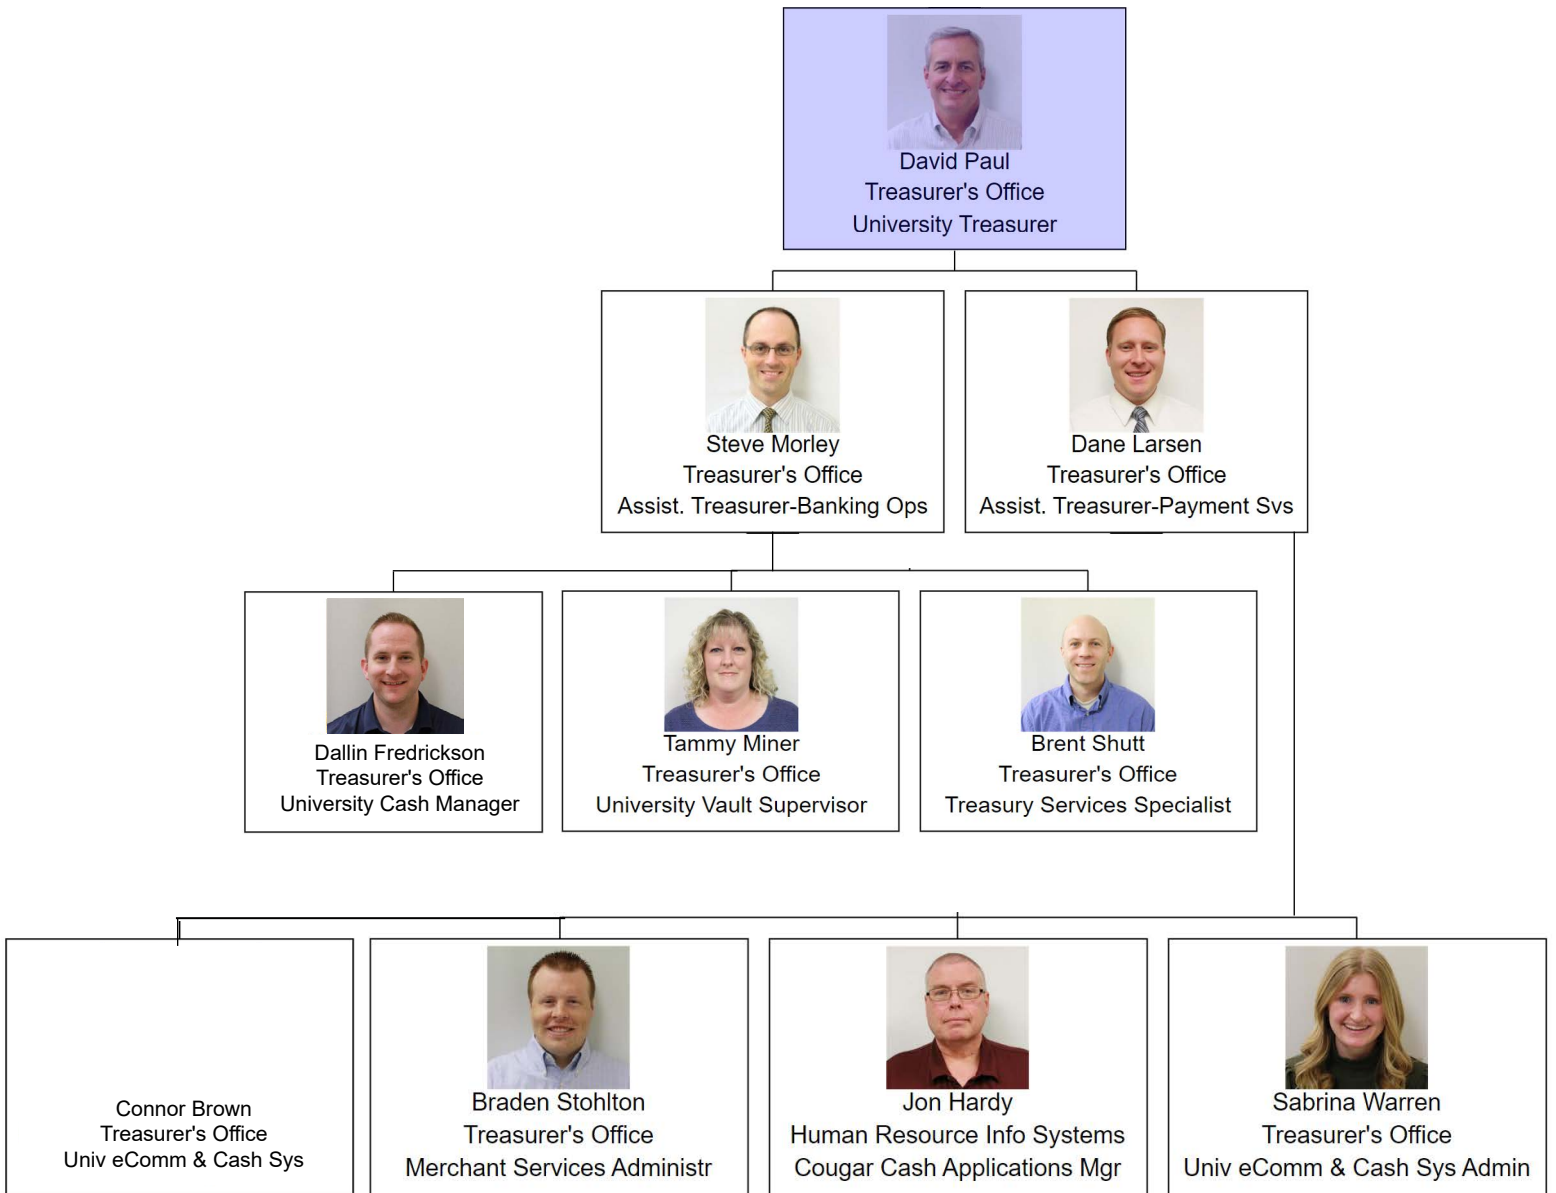 David Paul
Treasurer's Office
University Treasurer
Steve Morley
Treasurer's Office
Assist. Treasurer-Banking Ops
Dane Larsen
Treasurer's Office
Assist. Treasurer-Payment Svs
Dallin Fredrickson
Treasurer's Office
University Cash Manager
Tammy Miner
Treasurer's Office
University Vault Supervisor
Brent Shutt
Treasurer's Office
Treasury Services Specialist
Connor Brown
Treasurer's Office
Univ eComm & Cash Sys
Braden Stohlton
Treasurer's Office
Merchant Services Administr
Jon Hardy
Human Resource Info Systems
Cougar Cash Applications Mgr
Sabrina Warren
Treasurer's Office
Univ eComm & Cash Sys Admin